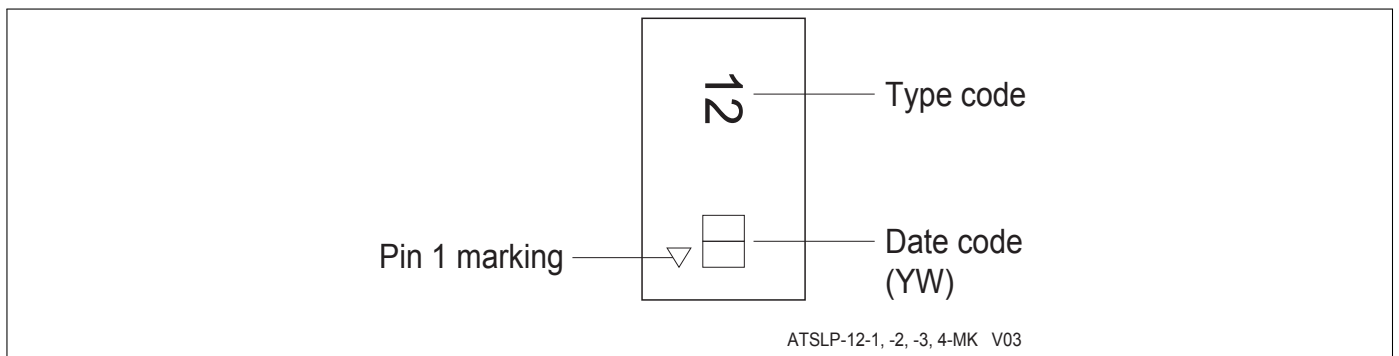 12
Type code
Pin 1 marking
Date code
(YW)
ATSLP-12-1, -2, -3, 4-MK V03